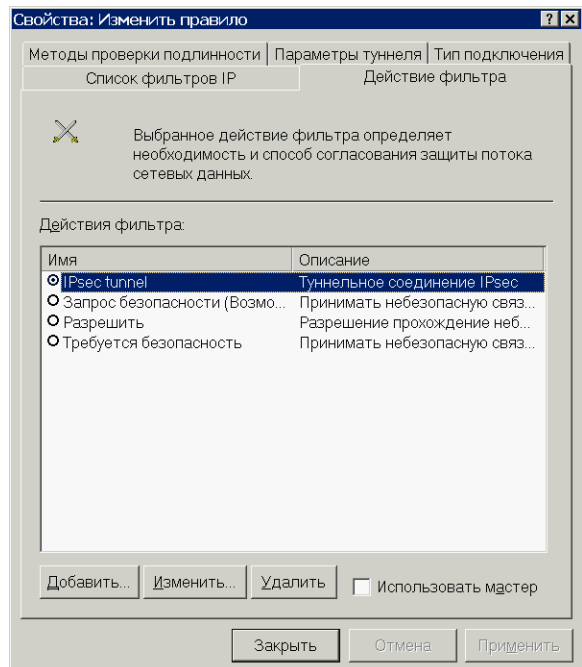 Свойства: Изменить правило
Методы проверки подлинности Параметры туннеля Тип подключения
Список фильтров IP Действие фильтра
Выбранное действие фильтра определяет
необходимость и способ согласования защиты потока
сетевых данных.
Действия фильтра:
Имя Описание
IPsec tunnel Туннельное соединение IPsec
Запрос безопасности (Возмо... Принимать небезопасную связ...
Разрешить Разрешение прохождение неб...
Требуется безопасность Принимать небезопасную связ...
Добавить... Изменить... Удалить Использовать мастер
Закрыть Отмена Применить